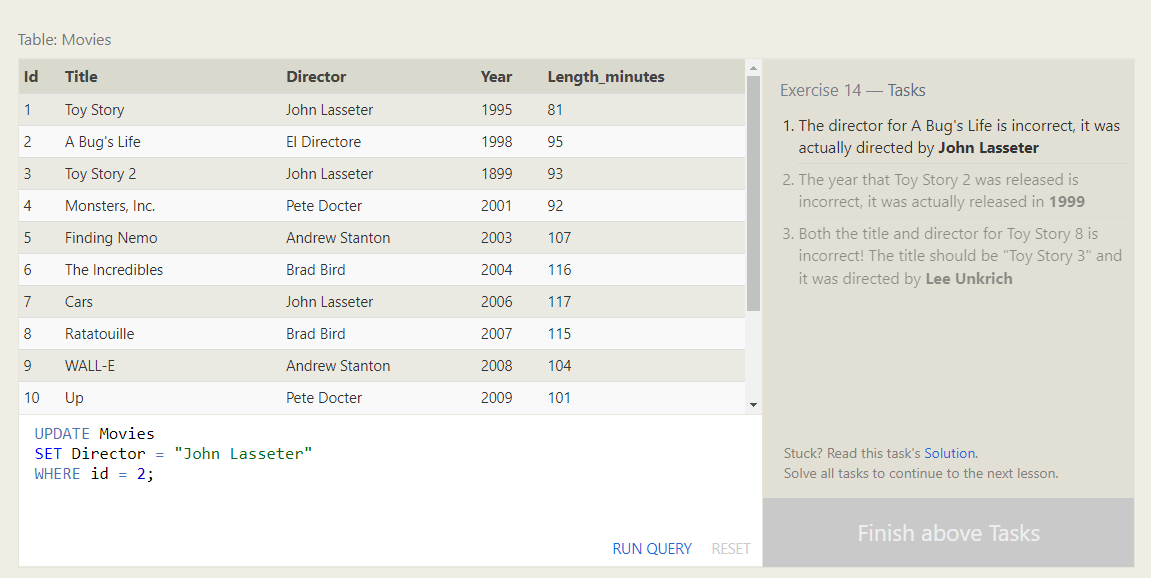 Table: Movies
Id Title Director Year Length_minutes
1 Toy Story John Lasseter 1995 81
2 A Bug's Life El Directore 1998 95
3 Toy Story 2 John Lasseter 1899 93
4 Monsters, Inc. Pete Docter 2001 92
5 Finding Nemo Andrew Stanton 2003 107
6 The Incredibles Brad Bird 2004 116
7 Cars John Lasseter 2006 117
8 Ratatouille Brad Bird 2007 115
9 WALL-E Andrew Stanton 2008 104
10 Up Pete Docter 2009 101
UPDATE Movies
SET Director = "John Lasseter"
WHERE id = 2;
RUN QUERY RESET
Exercise 14 — Tasks
1. The director for A Bug's Life is incorrect, it was
actually directed by John Lasseter
2. The year that Toy Story 2 was released is
incorrect, it was actually released in 1999
3. Both the title and director for Toy Story 8 is
incorrect! The title should be "Toy Story 3" and
it was directed by Lee Unkrich
Stuck? Read this task's Solution.
Solve all tasks to continue to the next lesson.
Finish above Tasks